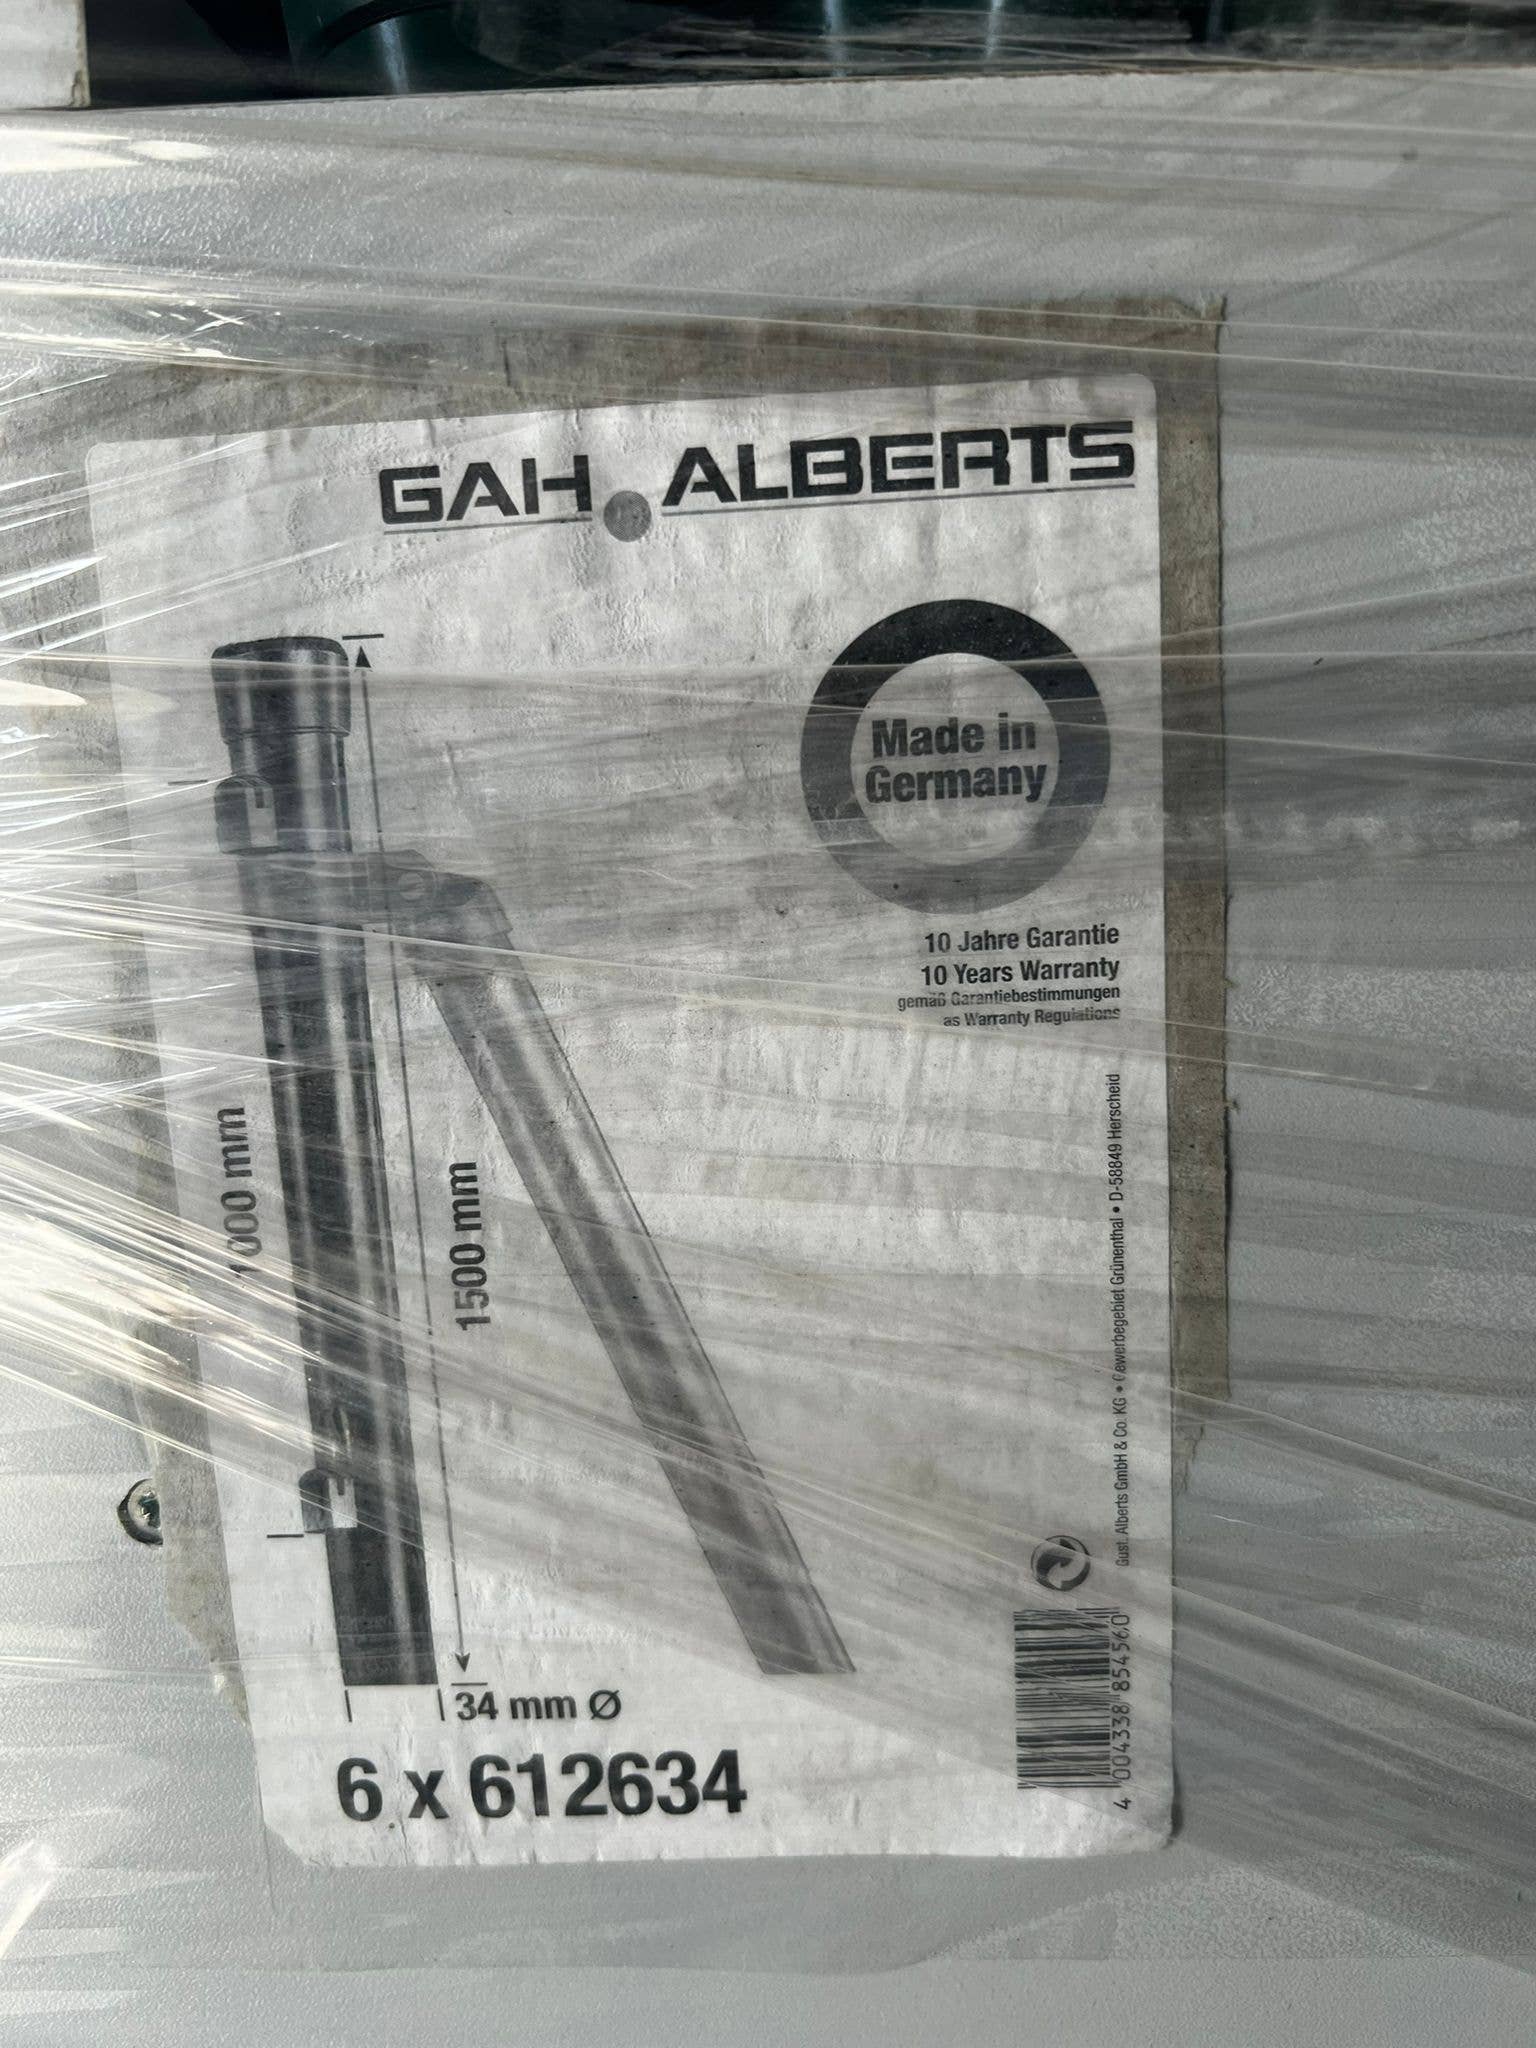 GAH ALBERTS
Made in
Germany
10 Jahre Garantie
10 Years Warranty
gemäß Garantiebestimmungen
as Warranty Regulations
1000 mm
1500 mm
34 mm Ø
6 x 612634
Gust. Alberts GmbH & Co. KG • Gewerbegebiet Grünenthal • D-58849 Herscheid
4 004338 854560